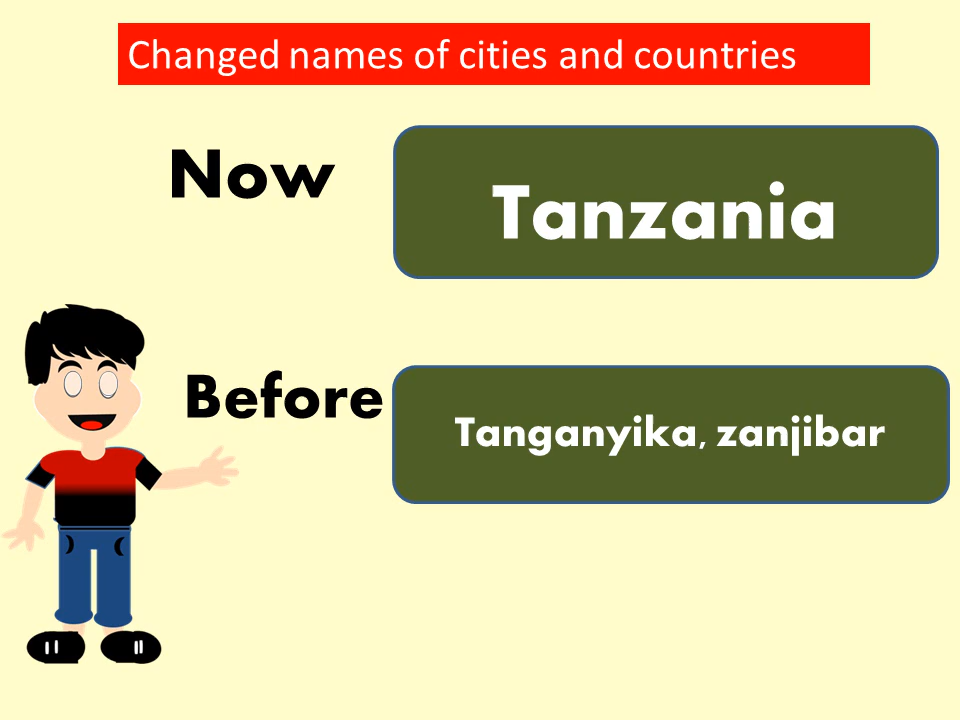 Changed names of cities and countries
Now
Tanzania
Before
Tanganyika, zanjibar